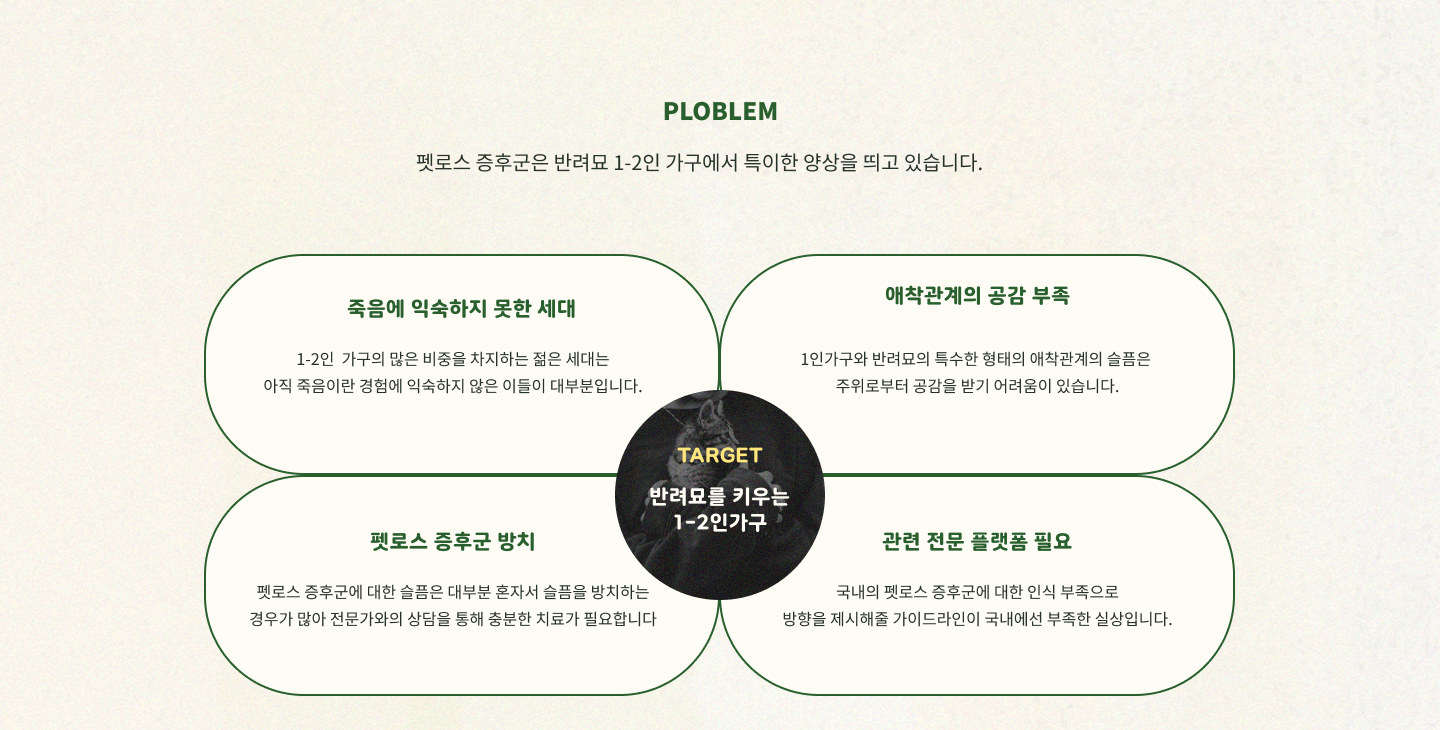 PLOBLEM
펫로스 증후군은 반려묘 1-2인 가구에서 특이한 양상을 띄고 있습니다.
죽음에 익숙하지 못한 세대
1-2인 가구의 많은 비중을 차지하는 젊은 세대는
아직 죽음이란 경험에 익숙하지 않은 이들이 대부분입니다.
애착관계의 공감 부족
1인가구와 반려묘의 특수한 형태의 애착관계의 슬픔은
주위로부터 공감을 받기 어려움이 있습니다.
TARGET
반려묘를 키우는
1-2인가구
펫로스 증후군 방치
펫로스 증후군에 대한 슬픔은 대부분 혼자서 슬픔을 방치하는
경우가 많아 전문가와의 상담을 통해 충분한 치료가 필요합니다
관련 전문 플랫폼 필요
국내의 펫로스 증후군에 대한 인식 부족으로
방향을 제시해줄 가이드라인이 국내에선 부족한 실상입니다.